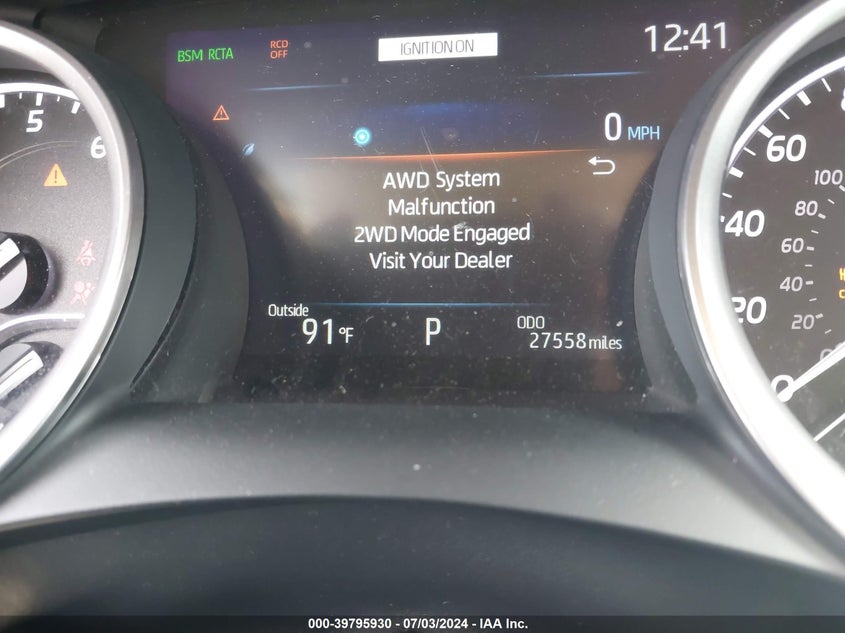 BSM RCTA
RCD
OFF
IGNITION ON
12:41
5
6
0 MPH
AWD System
Malfunction
2WD Mode Engaged
Visit Your Dealer
Outside
91°F
P
ODO
27558 miles
60
40
20
0
100
80
60
40
20
000-39795930 - 07/03/2024 - IAA Inc.